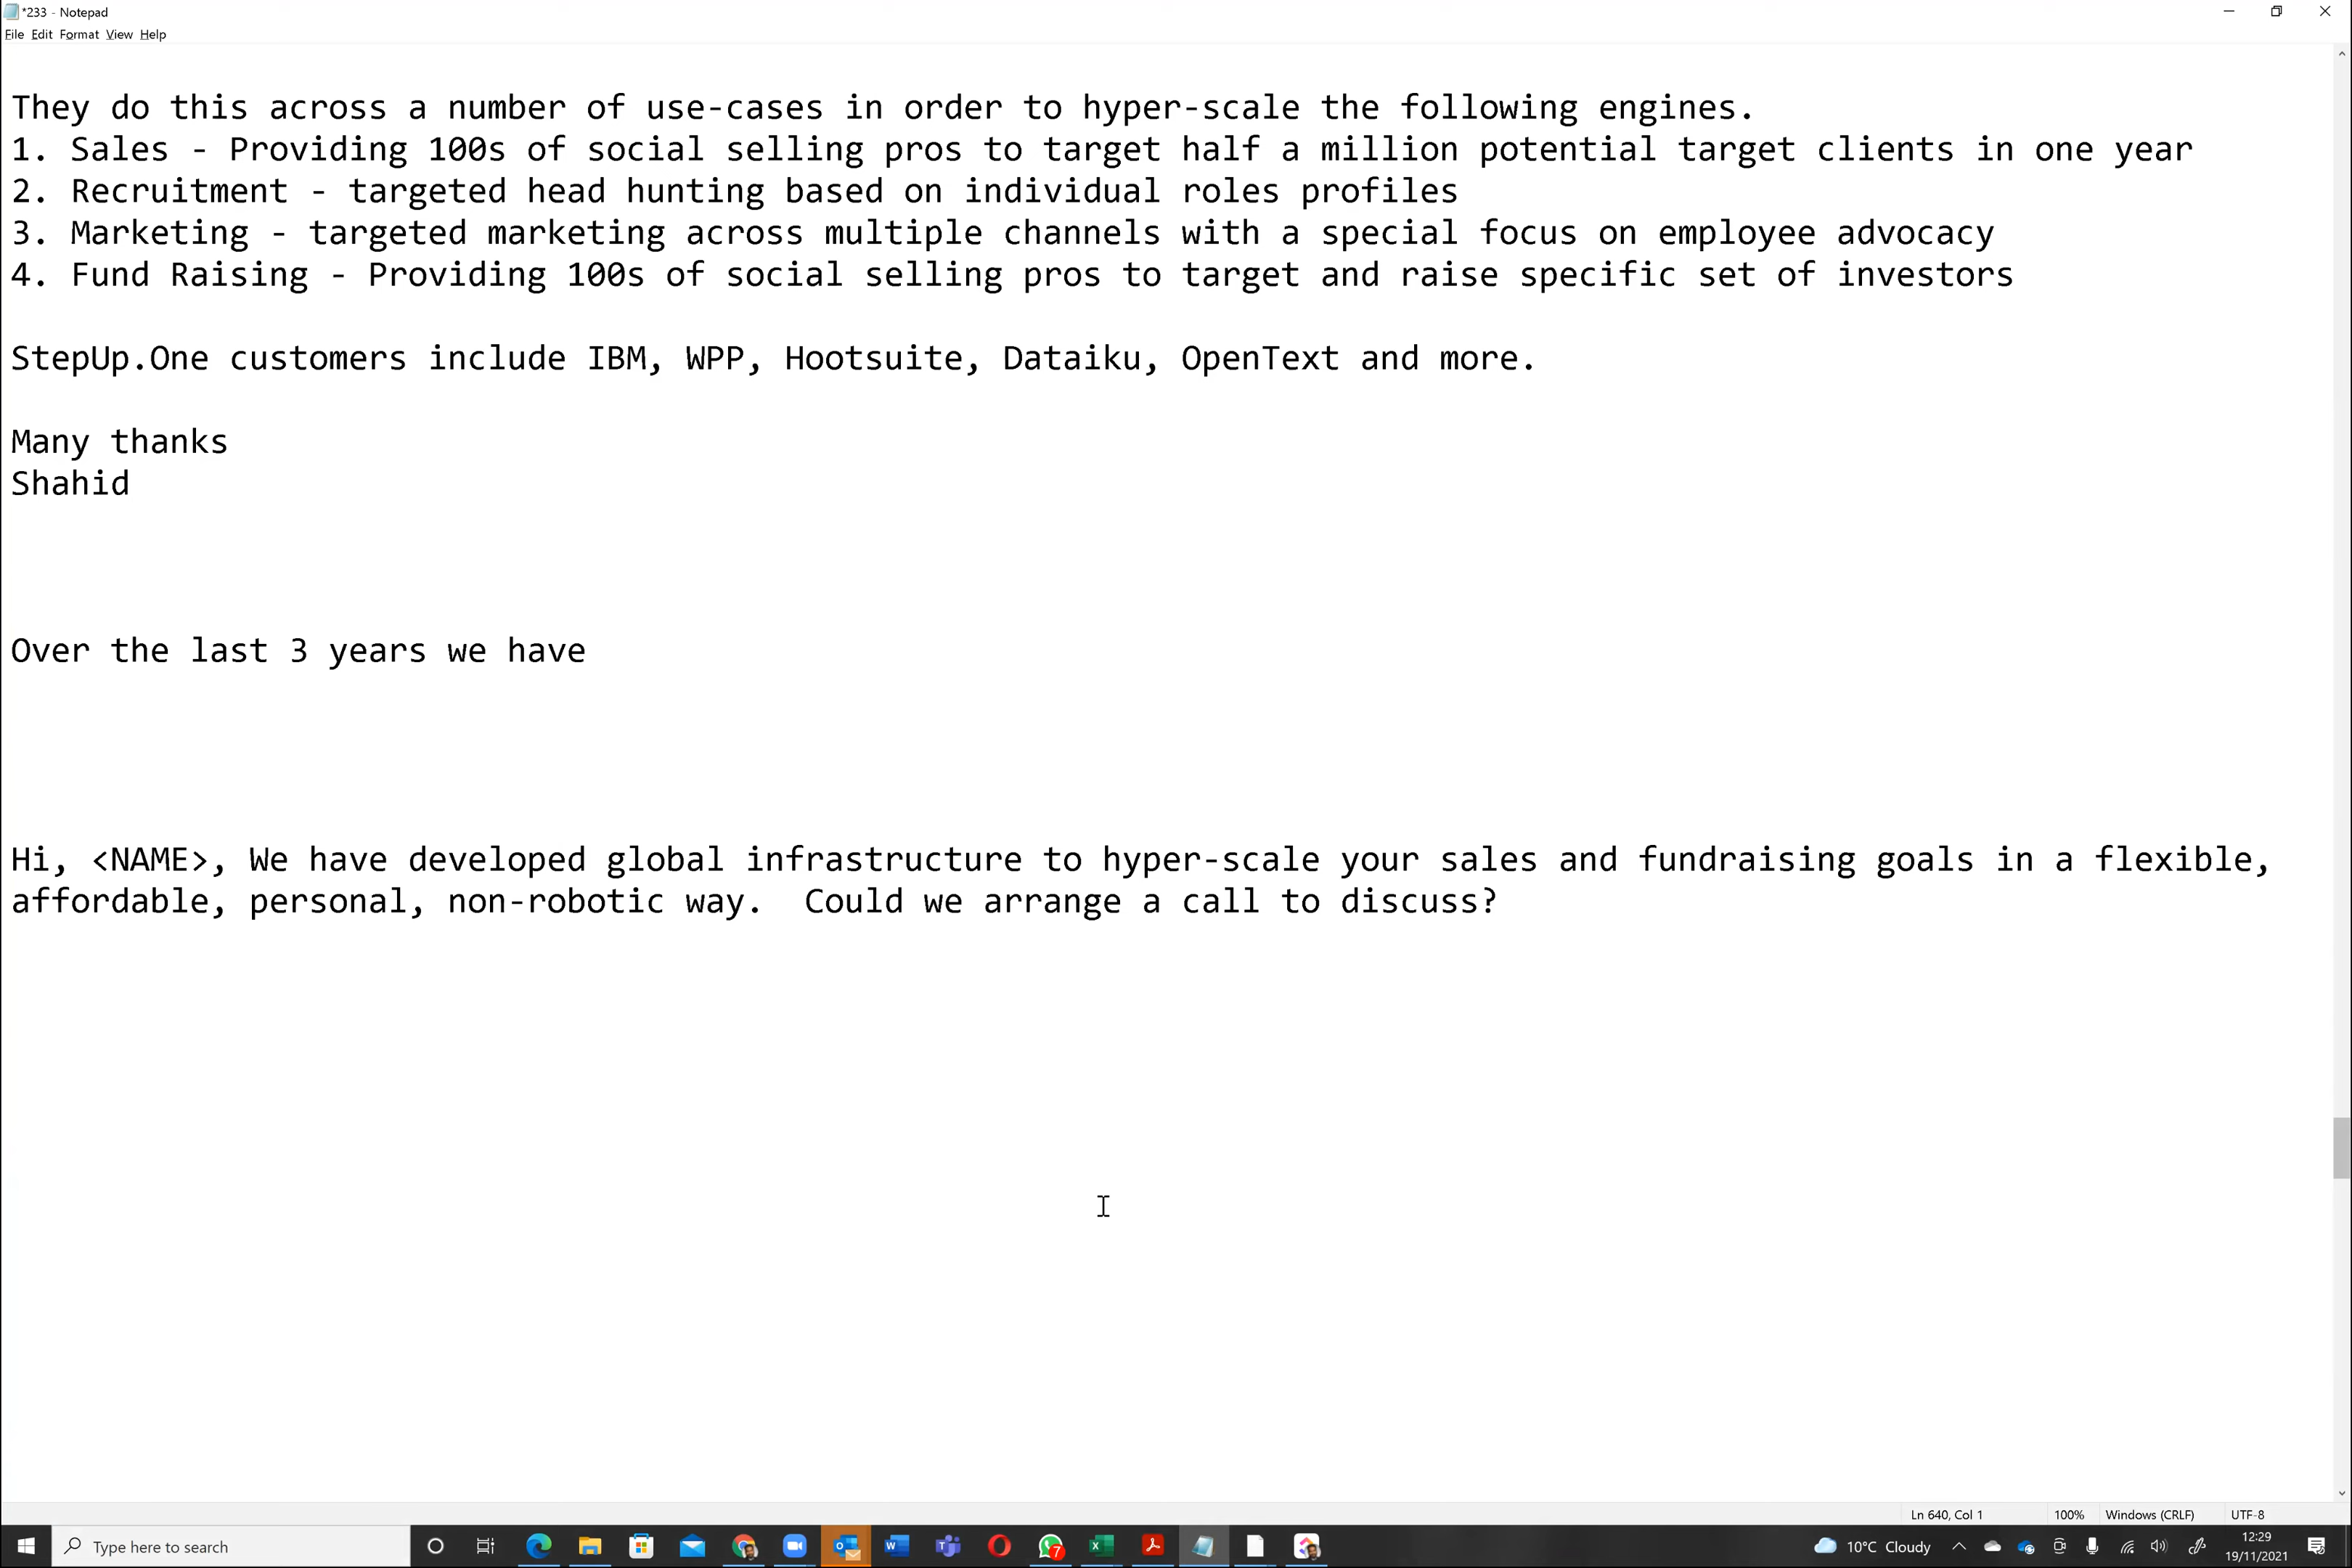 *233 - Notepad
File Edit Format View Help
They do this across a number of use-cases in order to hyper-scale the following engines.
1. Sales - Providing 100s of social selling pros to target half a million potential target clients in one year
2. Recruitment - targeted head hunting based on individual roles profiles
3. Marketing - targeted marketing across multiple channels with a special focus on employee advocacy
4. Fund Raising - Providing 100s of social selling pros to target and raise specific set of investors
StepUp.One customers include IBM, WPP, Hootsuite, Dataiku, OpenText and more.
Many thanks
Shahid
Over the last 3 years we have
Hi, <NAME>, We have developed global infrastructure to hyper-scale your sales and fundraising goals in a flexible,
affordable, personal, non-robotic way.  Could we arrange a call to discuss?
Ln 640, Col 1 100% Windows (CRLF) UTF-8
Type here to search
7
10°C Cloudy
12:29
19/11/2021